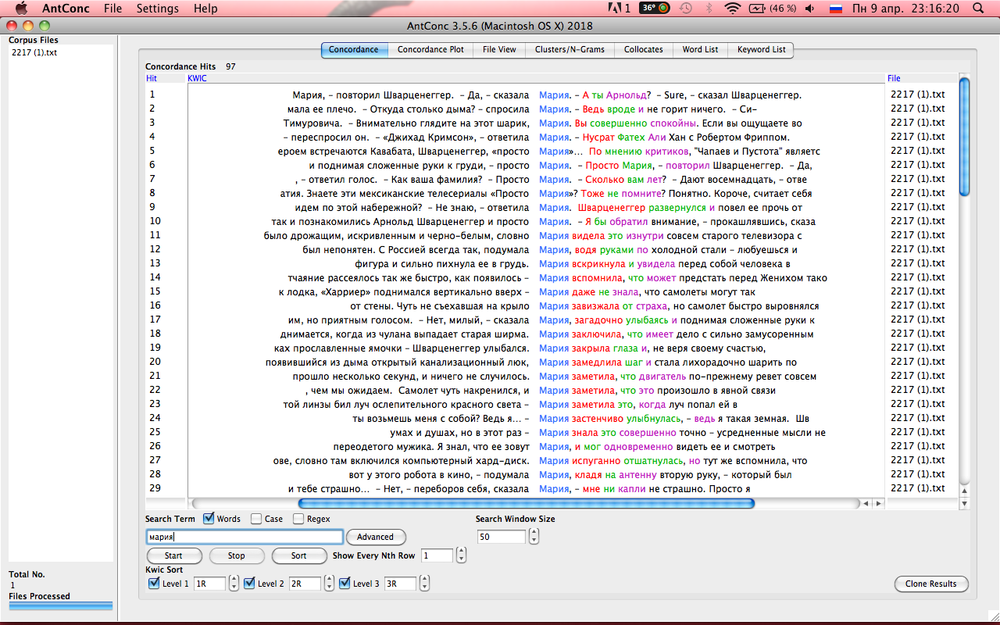 AntConc File Settings Help 1 36° (46 %) Пн 9 апр. 23:16:20
AntConc 3.5.6 (Macintosh OS X) 2018
Corpus Files
2217 (1).txt
Concordance Concordance Plot File View Clusters/N-Grams Collocates Word List Keyword List
Concordance Hits 97
Hit KWIC File
1 Мария, – повторил Шварценеггер. – Да, – сказала Мария. – А ты Арнольд? – Sure, – сказал Шварценеггер. 2217 (1).txt
2 мала ее плечо. – Откуда столько дыма? – спросила Мария. – Ведь вроде и не горит ничего. – Си– 2217 (1).txt
3 Тимуровича. – Внимательно глядите на этот шарик, Мария. Вы совершенно спокойны. Если вы ощущаете во 2217 (1).txt
4 – переспросил он. – «Джихад Кримсон», – ответила Мария. – Нусрат Фатех Али Хан с Робертом Фриппом. 2217 (1).txt
5 ероем встречаются Кавабата, Шварценеггер, «просто Мария»... По мнению критиков, "Чапаев и Пустота" являетс 2217 (1).txt
6 и поднимая сложенные руки к груди, – просто Мария. – Просто Мария, – повторил Шварценеггер. – Да, 2217 (1).txt
7 , – ответил голос. – Как ваша фамилия? – Просто Мария. – Сколько вам лет? – Дают восемнадцать, – отве 2217 (1).txt
8 атия. Знаете эти мексиканские телесериалы «Просто Мария»? Тоже не помните? Понятно. Короче, считает себя 2217 (1).txt
9 идем по этой набережной? – Не знаю, – ответила Мария. Шварценеггер развернулся и повел ее прочь от 2217 (1).txt
10 так и познакомились Арнольд Шварценеггер и просто Мария. – Я бы обратил внимание, – прокашлявшись, сказа 2217 (1).txt
11 было дрожащим, искривленным и черно-белым, словно Мария видела это изнутри совсем старого телевизора с 2217 (1).txt
12 был непонятен. С Россией всегда так, подумала Мария, водя руками по холодной стали – любуешься и 2217 (1).txt
13 фигура и сильно пихнула ее в грудь. Мария вскрикнула и увидела перед собой человека в 2217 (1).txt
14 тчаяние рассеялось так же быстро, как появилось – Мария вспомнила, что может предстать перед Женихом тако 2217 (1).txt
15 к лодка, «Харриер» поднимался вертикально вверх – Мария даже не знала, что самолеты могут так 2217 (1).txt
16 от стены. Чуть не съехавшая на крыло Мария завизжала от страха, но самолет быстро выровнялся 2217 (1).txt
17 им, но приятным голосом. – Нет, милый, – сказала Мария, загадочно улыбаясь и поднимая сложенные руки к 2217 (1).txt
18 днимается, когда из чулана выпадает старая ширма. Мария заключила, что имеет дело с сильно замусоренным 2217 (1).txt
19 ках прославленные ямочки – Шварценеггер улыбался. Мария закрыла глаза и, не веря своему счастью, 2217 (1).txt
20 появившийся из дыма открытый канализационный люк, Мария замедлила шаг и стала лихорадочно шарить по 2217 (1).txt
21 прошло несколько секунд, и ничего не случилось. Мария заметила, что двигатель по-прежнему ревет совсем 2217 (1).txt
22 , чем мы ожидаем. Самолет чуть накренился, и Мария заметила, что это произошло в явной связи 2217 (1).txt
23 той линзы бил луч ослепительного красного света – Мария заметила это, когда луч попал ей в 2217 (1).txt
24 ты возьмешь меня с собой? Ведь я... – Мария застенчиво улыбнулась, – ведь я такая земная. Шв 2217 (1).txt
25 умах и душах, но в этот раз – Мария знала это совершенно точно – усредненные мысли не 2217 (1).txt
26 переодетого мужика. Я знал, что ее зовут Мария, и мог одновременно видеть ее и смотреть 2217 (1).txt
27 ове, словно там включился компьютерный хард-диск. Мария испуганно отшатнулась, но тут же вспомнила, что 2217 (1).txt
28 вот у этого робота в кино, – подумала Мария, кладя на антенну вторую руку, – который был 2217 (1).txt
29 и тебе страшно... – Нет, – переборов себя, сказала Мария, – мне ни капли не страшно. Просто я 2217 (1).txt
Search Term Words Case Regex Search Window Size
мария Advanced 50
Start Stop Sort Show Every Nth Row 1
Kwic Sort
Level 1 1R Level 2 2R Level 3 3R Clone Results
Total No.
1
Files Processed